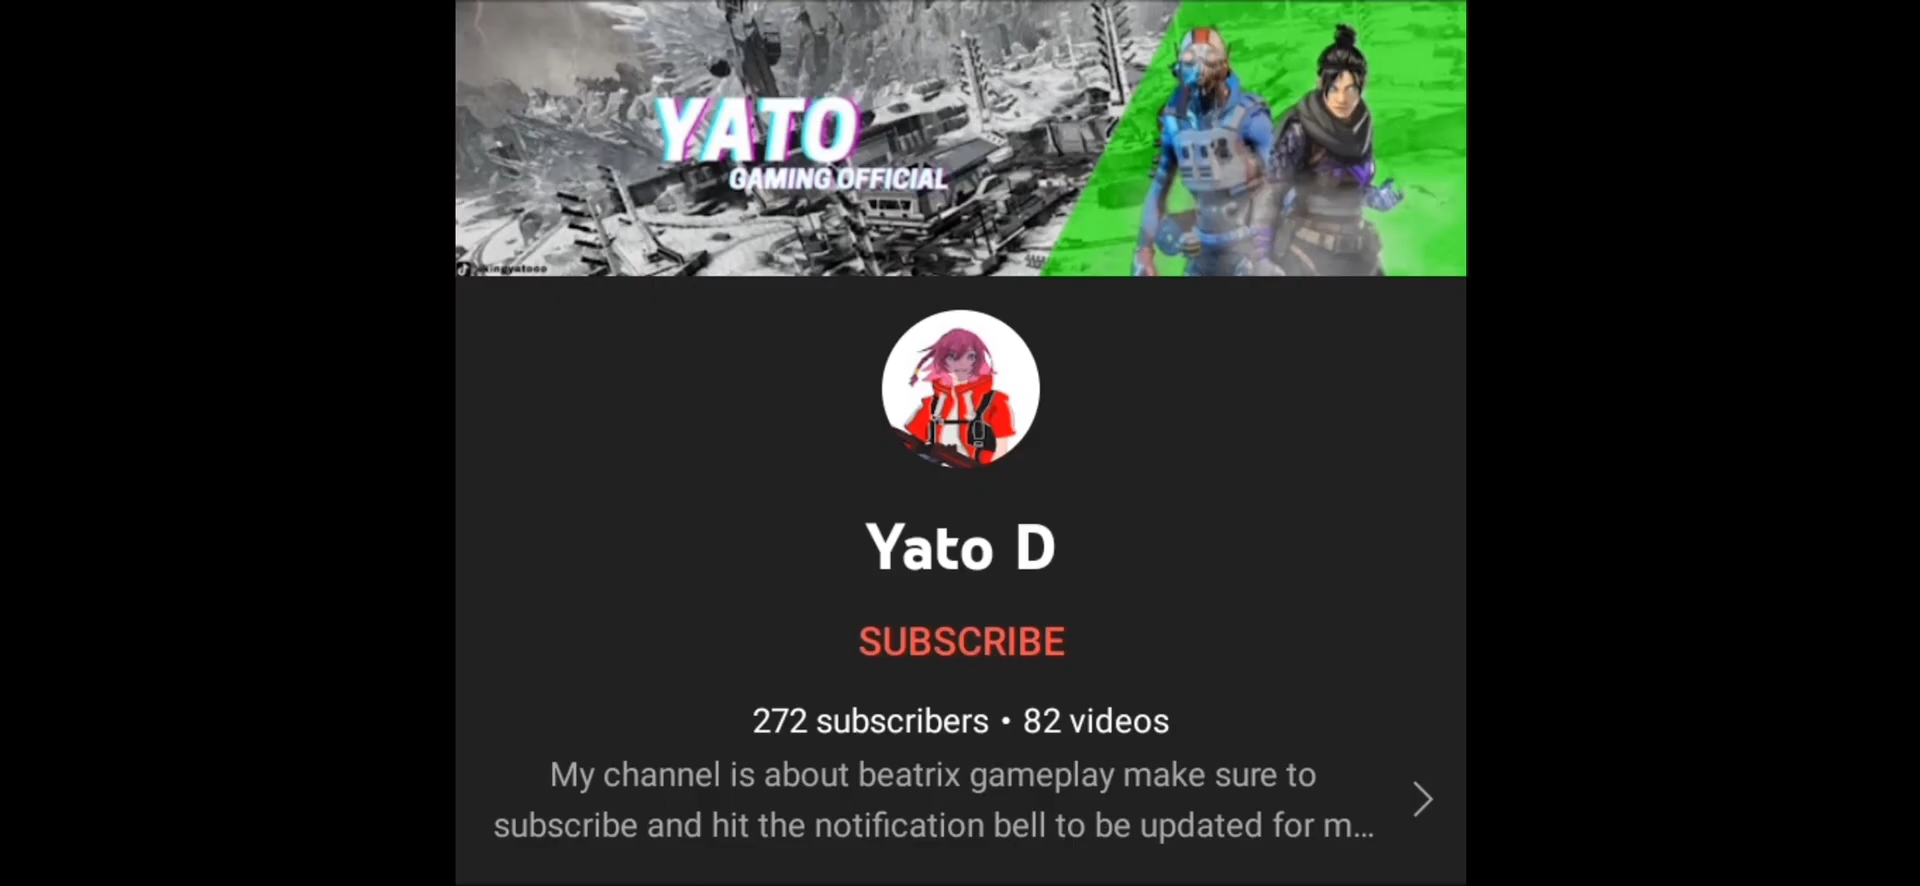 YATO
GAMING OFFICIAL
Yato D
SUBSCRIBE
272 subscribers • 82 videos
My channel is about beatrix gameplay make sure to
subscribe and hit the notification bell to be updated for m...